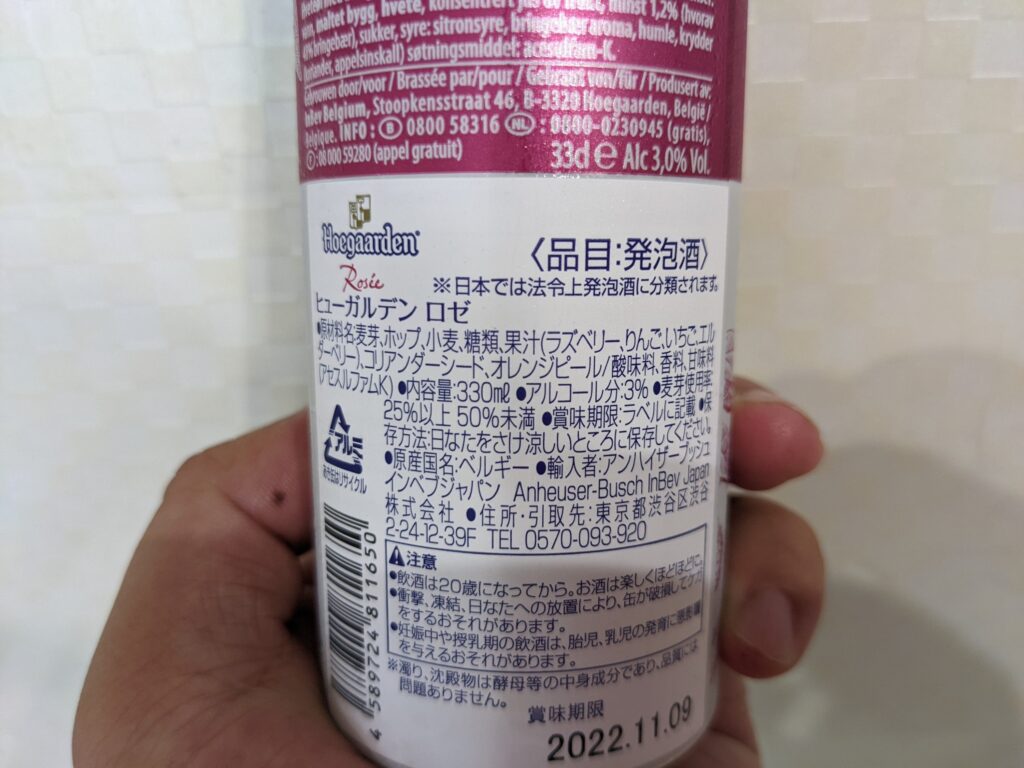 konsentrert jus av frukt, minst 1,2% (hvorav
maltet bygg, hvete,
40% bringebær), sukker, syre: sitronsyre, bringebær aroma, humle, krydder
appelsinskall) søtningsmiddel: acesulfam-K.
Gebrouwen door/voor / Brassée par/pour / Gebraut von/für / Produsert av:
InBev Belgium, Stoopkensstraat 46, B-3320 Hoegaarden, België /
Belgique. INFO : B 0800 58316 NL : 0800-0230945 (gratis),
: 08 000 59280 (appel gratuit)
33cl e Alc 3,0% Vol.
Hoegaarden
Rosée
〈品目:発泡酒〉
※日本では法令上発泡酒に分類されます。
ヒューガルデン ロゼ
●原材料名:麦芽、ホップ、小麦、糖類、果汁(ラズベリー、りんご、いちご、エル
ダーベリー)、コリアンダーシード、オレンジピール/酸味料、香料、甘味料
(アセスルファムK) ●内容量:330ml ●アルコール分:3% ●麦芽使用率:
25%以上 50%未満 ●賞味期限:ラベルに記載 ●保
存方法:日なたをさけ涼しいところに保存してください。
●原産国名:ベルギー ●輸入者:アンハイザーブッシュ
インベブジャパン Anheuser-Busch InBev Japan
株式会社 ●住所・引取先:東京都渋谷区渋谷
2-24-12-39F TEL 0570-093-920
アルミ
あき缶はリサイクル
注意
●飲酒は20歳になってから。お酒は楽しくほどほどに。
●衝撃、凍結、日なたへの放置により、缶が破損してケガ
をするおそれがあります。
●妊娠中や授乳期の飲酒は、胎児、乳児の発育に悪影響
を与えるおそれがあります。
※濁り、沈殿物は酵母等の中身成分であり、品質には
問題ありません。
4 589724 811650
賞味期限
2022.11.09